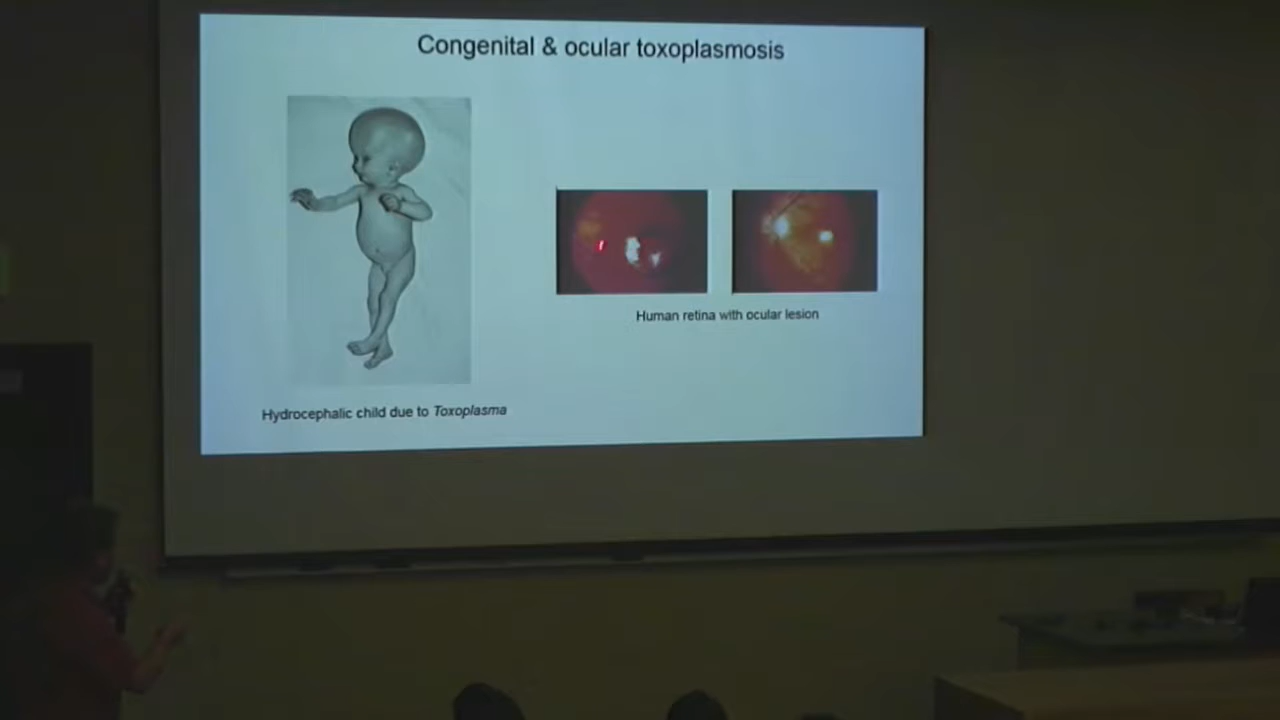 Congenital & ocular toxoplasmosis
Human retina with ocular lesion
Hydrocephalic child due to Toxoplasma